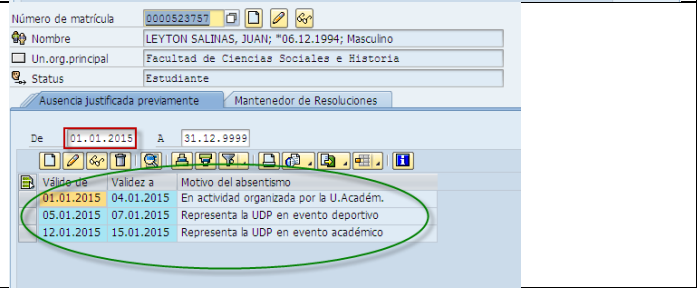 Número de matrícula 0000523757
Nombre LEYTON SALINAS, JUAN; *06.12.1994; Masculino
Un.org.principal Facultad de Ciencias Sociales e Historia
Status Estudiante
Ausencia justificada previamente Mantenedor de Resoluciones
De 01.01.2015 A 31.12.9999
Válido de Validez a Motivo del absentismo
01.01.2015 04.01.2015 En actividad organizada por la U.Académ.
05.01.2015 07.01.2015 Representa la UDP en evento deportivo
12.01.2015 15.01.2015 Representa la UDP en evento académico